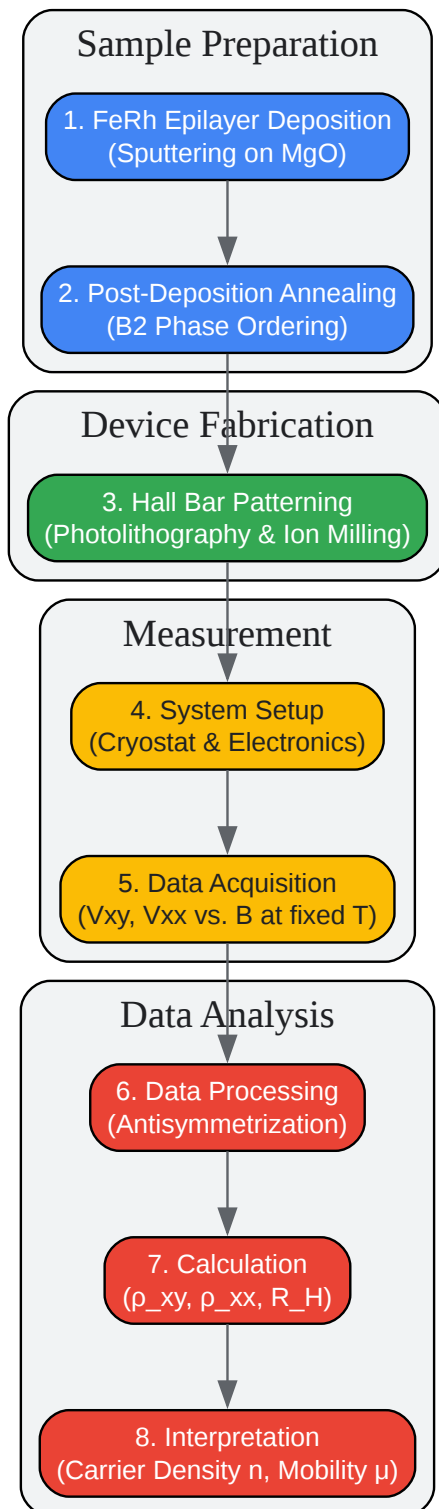 Sample Preparation
1. FeRh Epilayer Deposition
(Sputtering on MgO)
2. Post-Deposition Annealing
(B2 Phase Ordering)
Device Fabrication
3. Hall Bar Patterning
(Photolithography & Ion Milling)
Measurement
4. System Setup
(Cryostat & Electronics)
5. Data Acquisition
(Vxy, Vxx vs. B at fixed T)
Data Analysis
6. Data Processing
(Antisymmetrization)
7. Calculation
(ρ_xy, ρ_xx, R_H)
8. Interpretation
(Carrier Density n, Mobility μ)